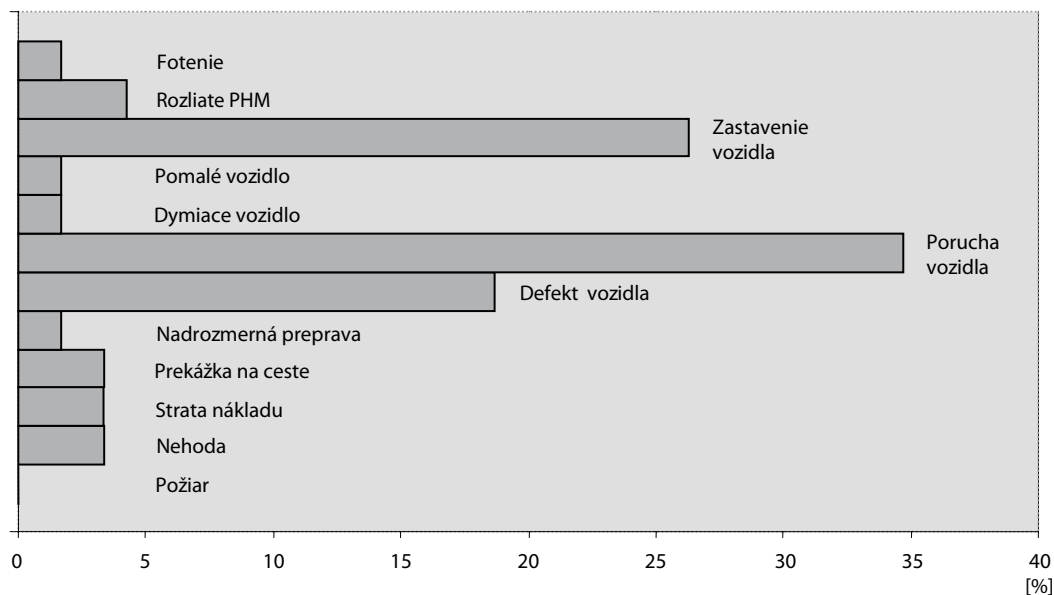 Fotenie
Rozliate PHM
Zastavenie
vozidla
Pomalé vozidlo
Dymiace vozidlo
Porucha
vozidla
Defekt vozidla
Nadrozmerná preprava
Prekážka na ceste
Strata nákladu
Nehoda
Požiar
0 5 10 15 20 25 30 35 40
[%]